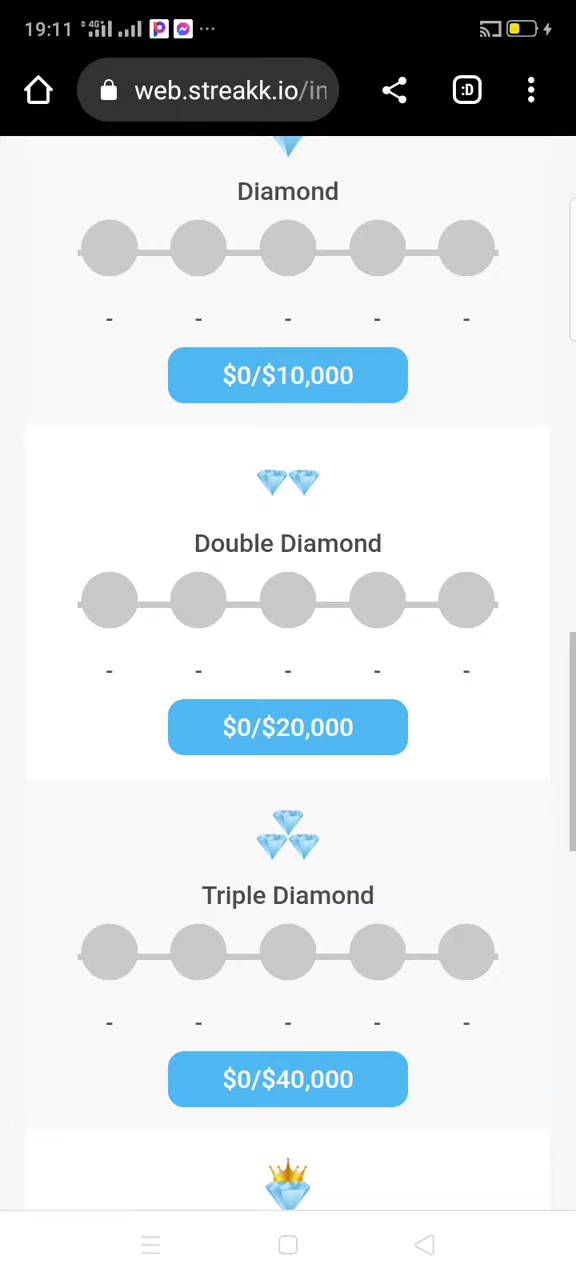 19:11 4G
web.streakk.io/in
:D
Diamond
- - - - -
$0/$10,000
Double Diamond
- - - - -
$0/$20,000
Triple Diamond
- - - - -
$0/$40,000